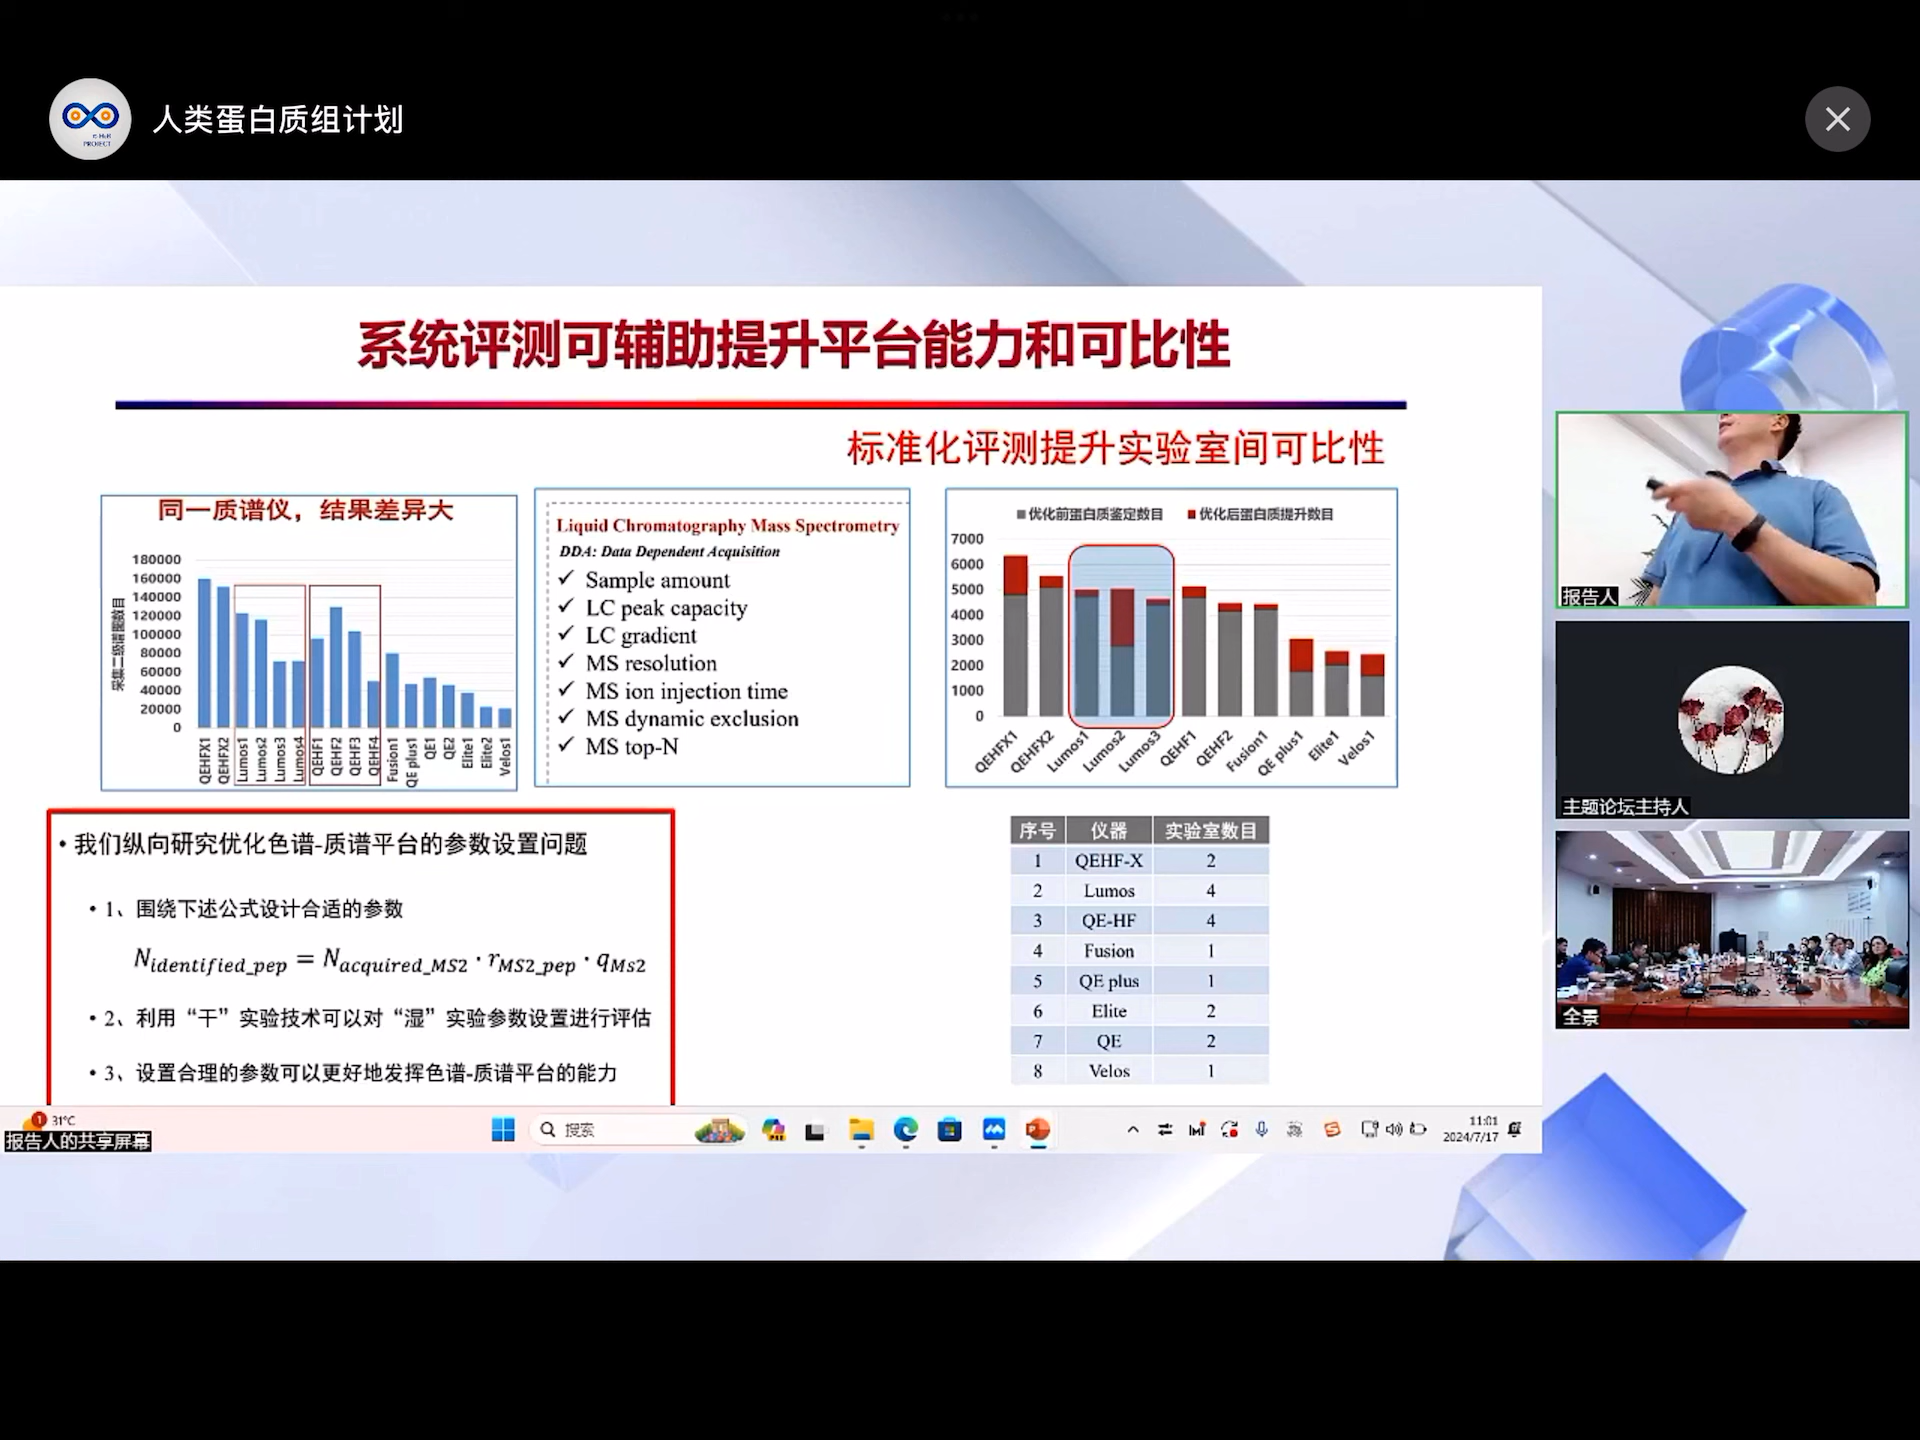 人类蛋白质组计划
PROJECT
系统评测可辅助提升平台能力和可比性
标准化评测提升实验室间可比性
同一质谱仪，结果差异大
采集二级谱图数目
180000
160000
140000
120000
100000
80000
60000
40000
20000
0
QEHFX1
QEHFX2
Lumos1
Lumos2
Lumos3
Lumos4
QEHF1
QEHF2
QEHF3
QEHF4
Fusion1
QE plus1
QE1
QE2
Elite1
Elite2
Velos1
Liquid Chromatography Mass Spectrometry
DDA: Data Dependent Acquisition
✓ Sample amount
✓ LC peak capacity
✓ LC gradient
✓ MS resolution
✓ MS ion injection time
✓ MS dynamic exclusion
✓ MS top-N
■优化前蛋白质鉴定数目 ■优化后蛋白质提升数目
7000
6000
5000
4000
3000
2000
1000
0
QEHFX1
QEHFX2
Lumos1
Lumos2
Lumos3
QEHF1
QEHF2
Fusion1
QE plus1
Elite1
Velos1
• 我们纵向研究优化色谱-质谱平台的参数设置问题
• 1、围绕下述公式设计合适的参数
N_identified_pep = N_acquired_MS2 · r_MS2_pep · q_Ms2
• 2、利用“干”实验技术可以对“湿”实验参数设置进行评估
• 3、设置合理的参数可以更好地发挥色谱-质谱平台的能力
序号 仪器 实验室数目
1 QEHF-X 2
2 Lumos 4
3 QE-HF 4
4 Fusion 1
5 QE plus 1
6 Elite 2
7 QE 2
8 Velos 1
报告人
主题论坛主持人
全景
1
31°C
报告人的共享屏幕
搜索
11:01
2024/7/17